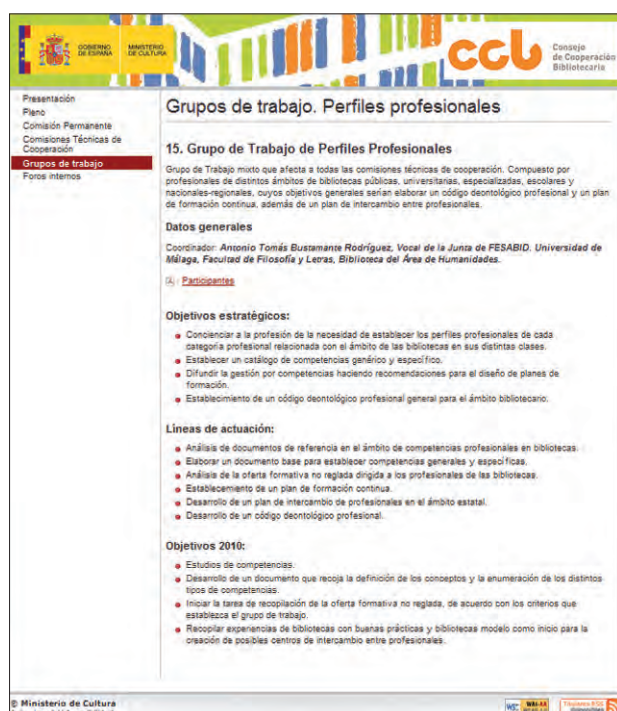 GOBIERNO
DE ESPAÑA
MINISTERIO
DE CULTURA
ccb
Consejo
de Cooperación
Bibliotecaria
Presentación
Pleno
Comisión Permanente
Comisiones Técnicas de
Cooperación
Grupos de trabajo
Foros internos
Grupos de trabajo. Perfiles profesionales
15. Grupo de Trabajo de Perfiles Profesionales
Grupo de Trabajo mixto que afecta a todas las comisiones técnicas de cooperación. Compuesto por
profesionales de distintos ámbitos de bibliotecas públicas, universitarias, especializadas, escolares y
nacionales-regionales, cuyos objetivos generales serían elaborar un código deontológico profesional y un plan
de formación continua, además de un plan de intercambio entre profesionales.
Datos generales
Coordinador: Antonio Tomás Bustamante Rodríguez, Vocal de la Junta de FESABID. Universidad de
Málaga, Facultad de Filosofía y Letras, Biblioteca del Área de Humanidades.
Participantes
Objetivos estratégicos:
Concienciar a la profesión de la necesidad de establecer los perfiles profesionales de cada
categoría profesional relacionada con el ámbito de las bibliotecas en sus distintas clases.
Establecer un catálogo de competencias genérico y específico.
Difundir la gestión por competencias haciendo recomendaciones para el diseño de planes de
formación.
Establecimiento de un código deontológico profesional general para el ámbito bibliotecario.
Líneas de actuación:
Análisis de documentos de referencia en el ámbito de competencias profesionales en bibliotecas.
Elaborar un documento base para establecer competencias generales y específicas.
Análisis de la oferta formativa no reglada dirigida a los profesionales de las bibliotecas.
Establecemiento de un plan de formación continua.
Desarrollo de un plan de intercambio de profesionales en el ámbito estatal.
Desarrollo de un código deontológico profesional.
Objetivos 2010:
Estudios de competencias.
Desarrollo de un documento que recoja la definición de los conceptos y la enumeración de los distintos
tipos de competencias.
Iniciar la tarea de recopilación de la oferta formativa no reglada, de acuerdo con los criterios que
establezca el grupo de trabajo.
Recopilar experiencias de bibliotecas con buenas prácticas y bibliotecas modelo como inicio para la
creación de posibles centros de intercambio entre profesionales.
© Ministerio de Cultura